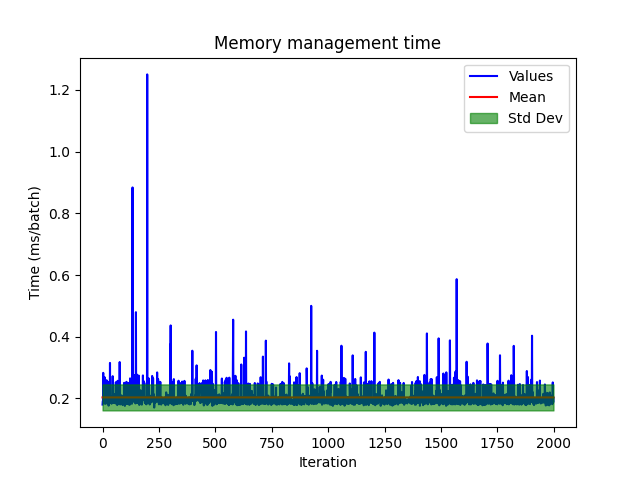 Memory management time
Values
Mean
Std Dev
Time (ms/batch)
1.2
1.0
0.8
0.6
0.4
0.2
0
250
500
750
1000
1250
1500
1750
2000
Iteration